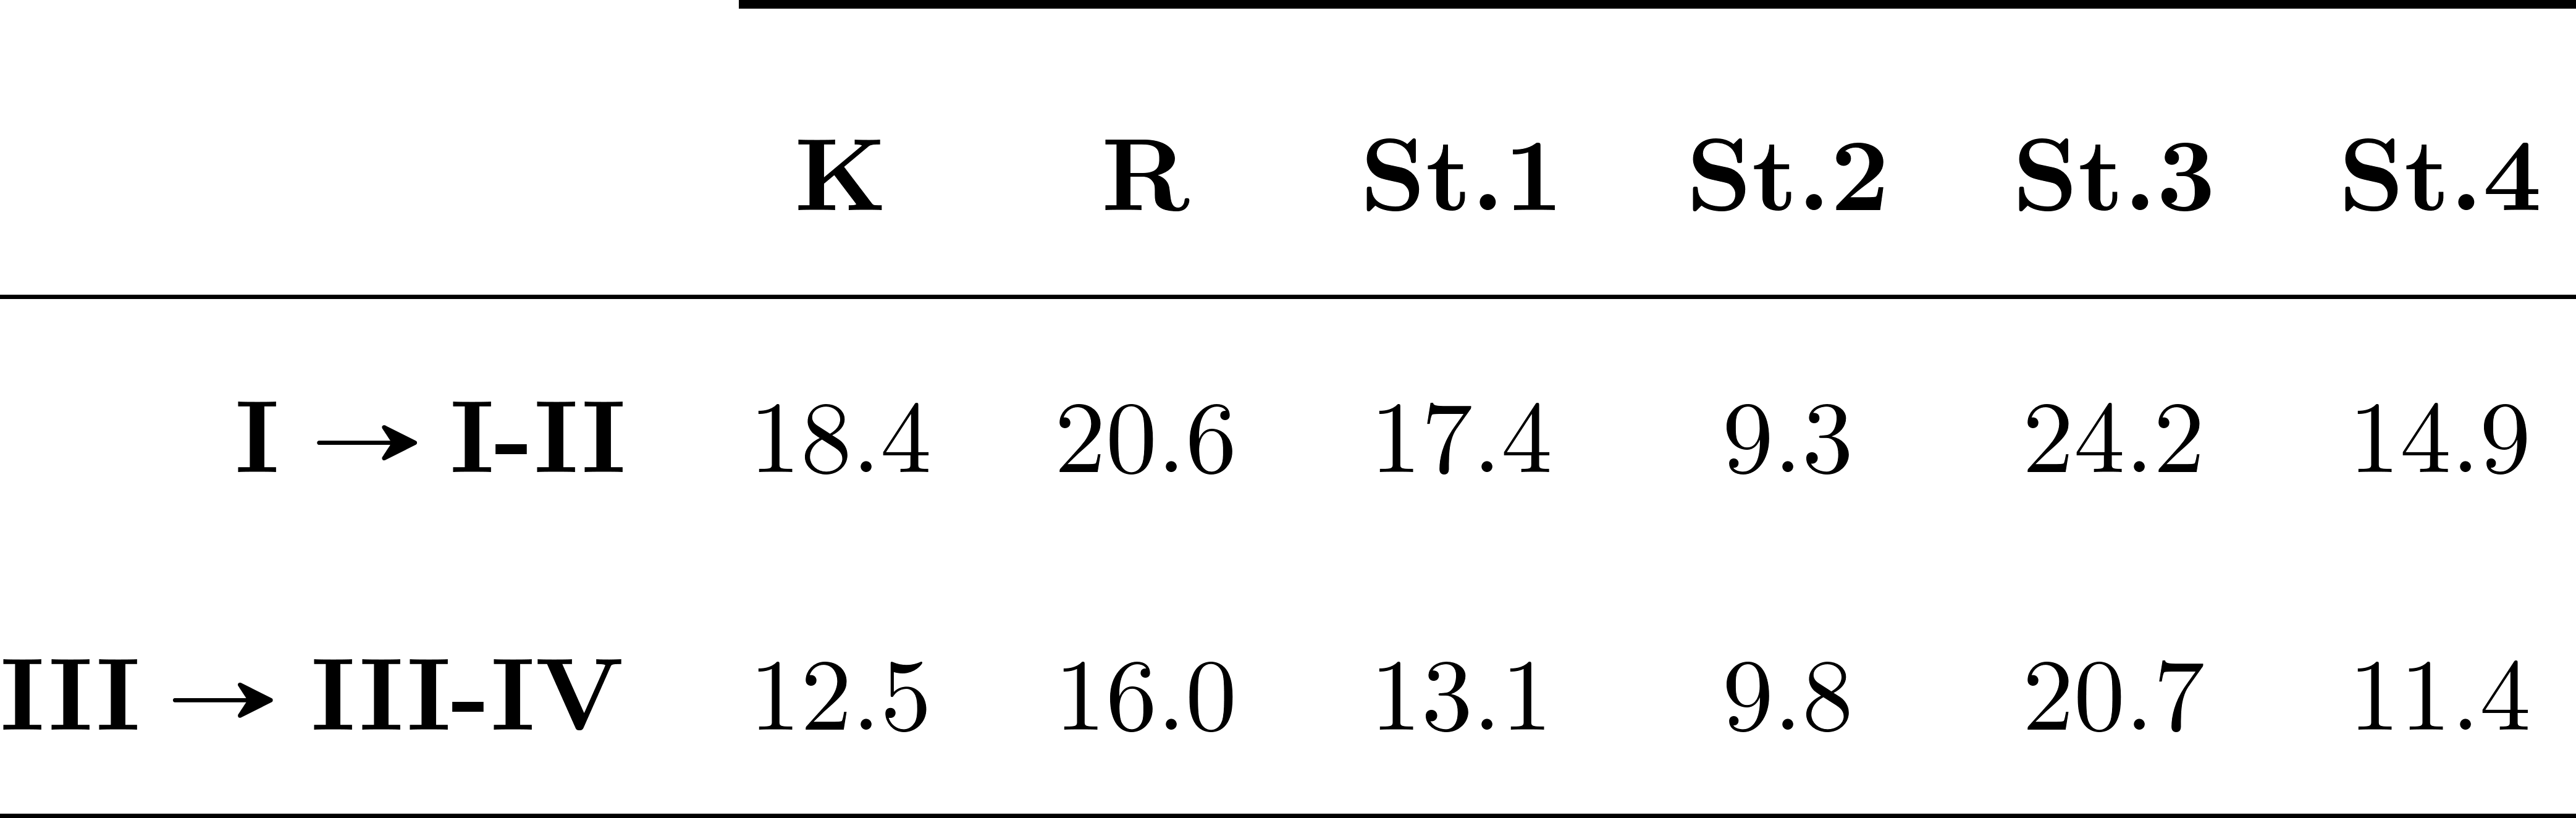 K R St.1 St.2 St.3 St.4
I → I-II 18.4 20.6 17.4 9.3 24.2 14.9
III → III-IV 12.5 16.0 13.1 9.8 20.7 11.4